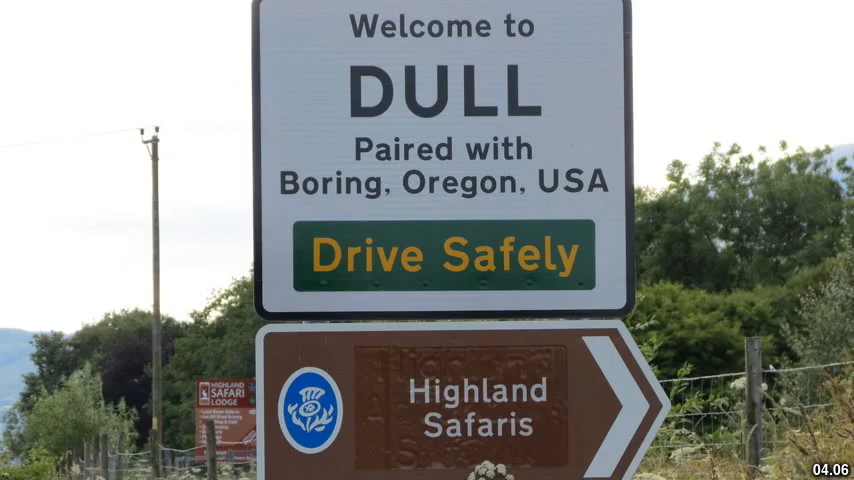 Welcome to
DULL
Paired with
Boring, Oregon, USA
Drive Safely
Highland
Safaris
HIGHLAND
SAFARI
LODGE
04.06